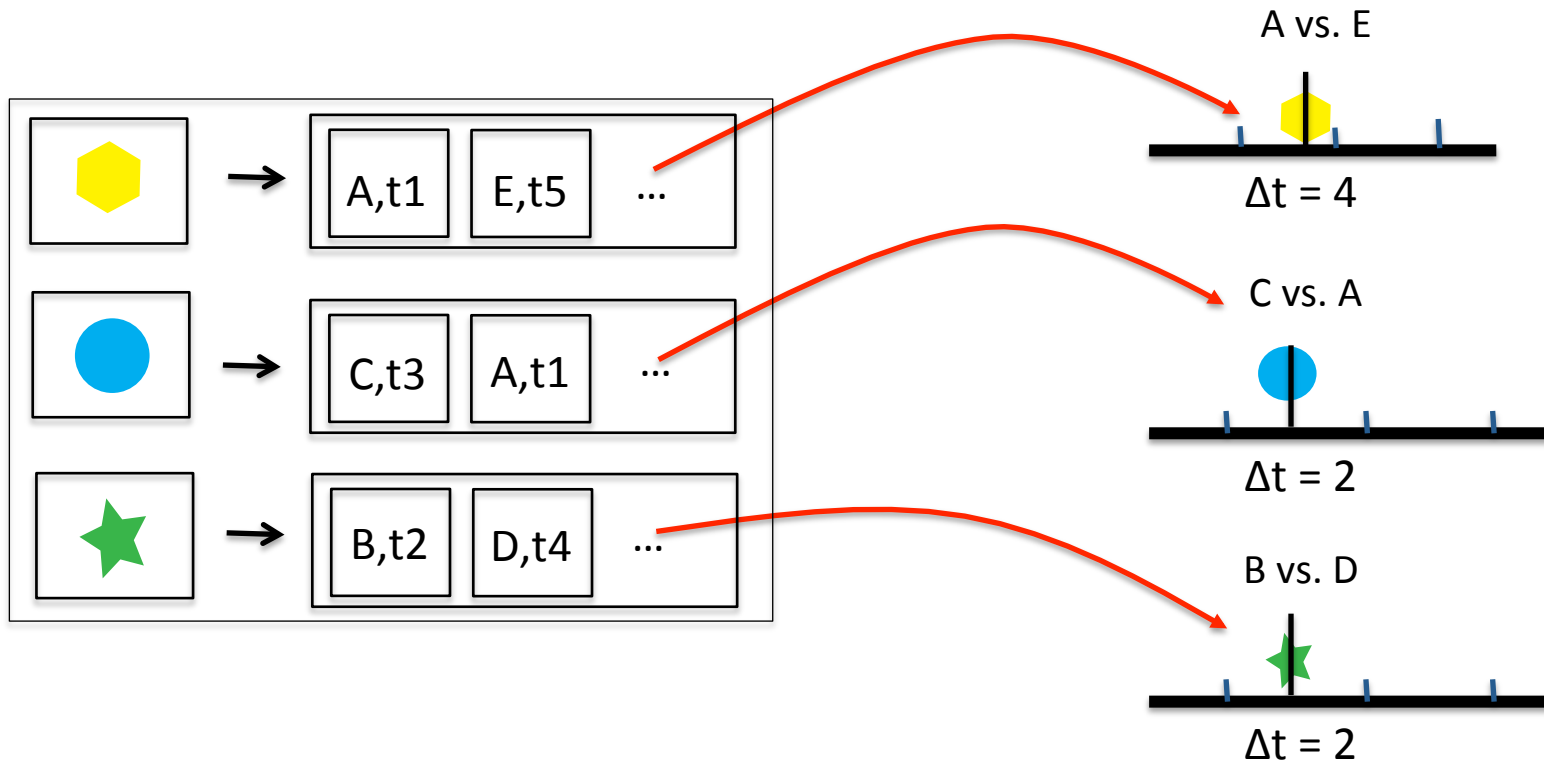 A vs. E
A,t1
E,t5
...
Δt = 4
C vs. A
C,t3
A,t1
...
Δt = 2
B,t2
D,t4
...
B vs. D
Δt = 2